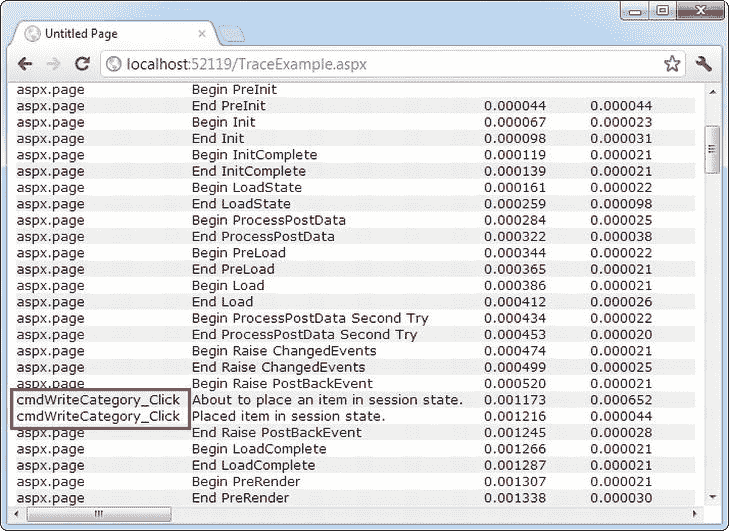 Untitled Page
localhost:52119/TraceExample.aspx
aspx.page Begin PreInit
aspx.page End PreInit 0.000044 0.000044
aspx.page Begin Init 0.000067 0.000023
aspx.page End Init 0.000098 0.000031
aspx.page Begin InitComplete 0.000119 0.000021
aspx.page End InitComplete 0.000139 0.000021
aspx.page Begin LoadState 0.000161 0.000022
aspx.page End LoadState 0.000259 0.000098
aspx.page Begin ProcessPostData 0.000284 0.000025
aspx.page End ProcessPostData 0.000322 0.000038
aspx.page Begin PreLoad 0.000344 0.000022
aspx.page End PreLoad 0.000365 0.000021
aspx.page Begin Load 0.000386 0.000021
aspx.page End Load 0.000412 0.000026
aspx.page Begin ProcessPostData Second Try 0.000434 0.000022
aspx.page End ProcessPostData Second Try 0.000453 0.000020
aspx.page Begin Raise ChangedEvents 0.000474 0.000021
aspx.page End Raise ChangedEvents 0.000499 0.000025
aspx.page Begin Raise PostBackEvent 0.000520 0.000021
cmdWriteCategory_Click About to place an item in session state. 0.001173 0.000652
cmdWriteCategory_Click Placed item in session state. 0.001216 0.000044
aspx.page End Raise PostBackEvent 0.001245 0.000028
aspx.page Begin LoadComplete 0.001266 0.000021
aspx.page End LoadComplete 0.001287 0.000021
aspx.page Begin PreRender 0.001307 0.000021
aspx.page End PreRender 0.001338 0.000030